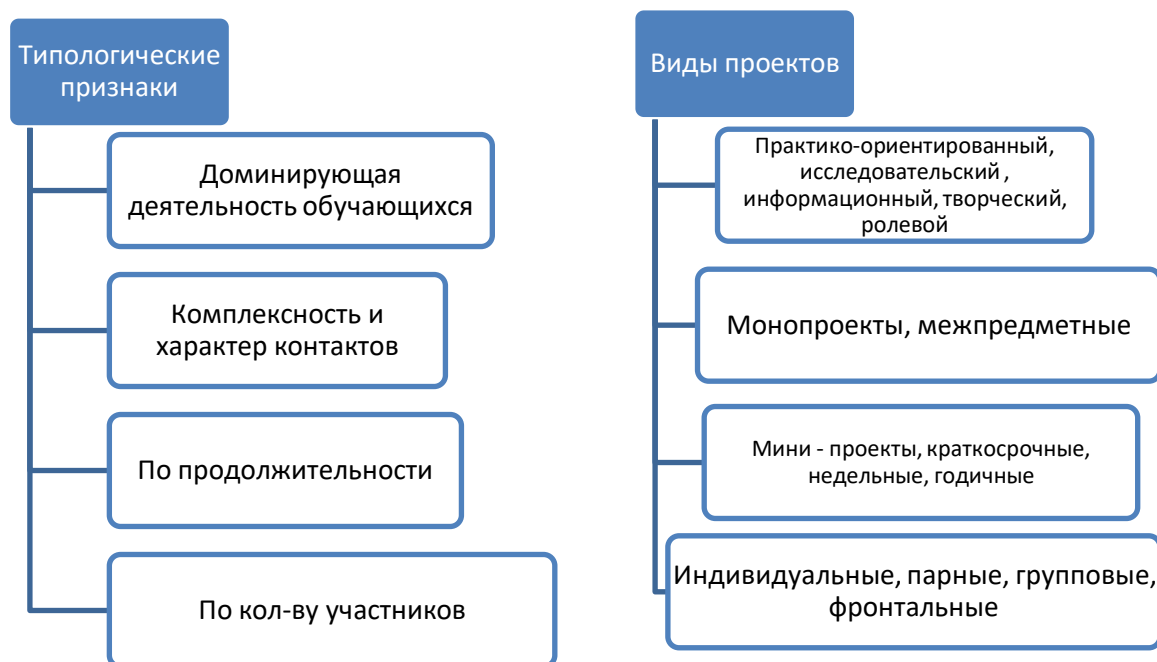 Типологические
признаки
Доминирующая
деятельность обучающихся
Комплексность и
характер контактов
По продолжительности
По кол-ву участников
Виды проектов
Практико-ориентированный,
исследовательский ,
информационный, творческий,
ролевой
Монопроекты, межпредметные
Мини - проекты, краткосрочные,
недельные, годичные
Индивидуальные, парные, групповые,
фронтальные